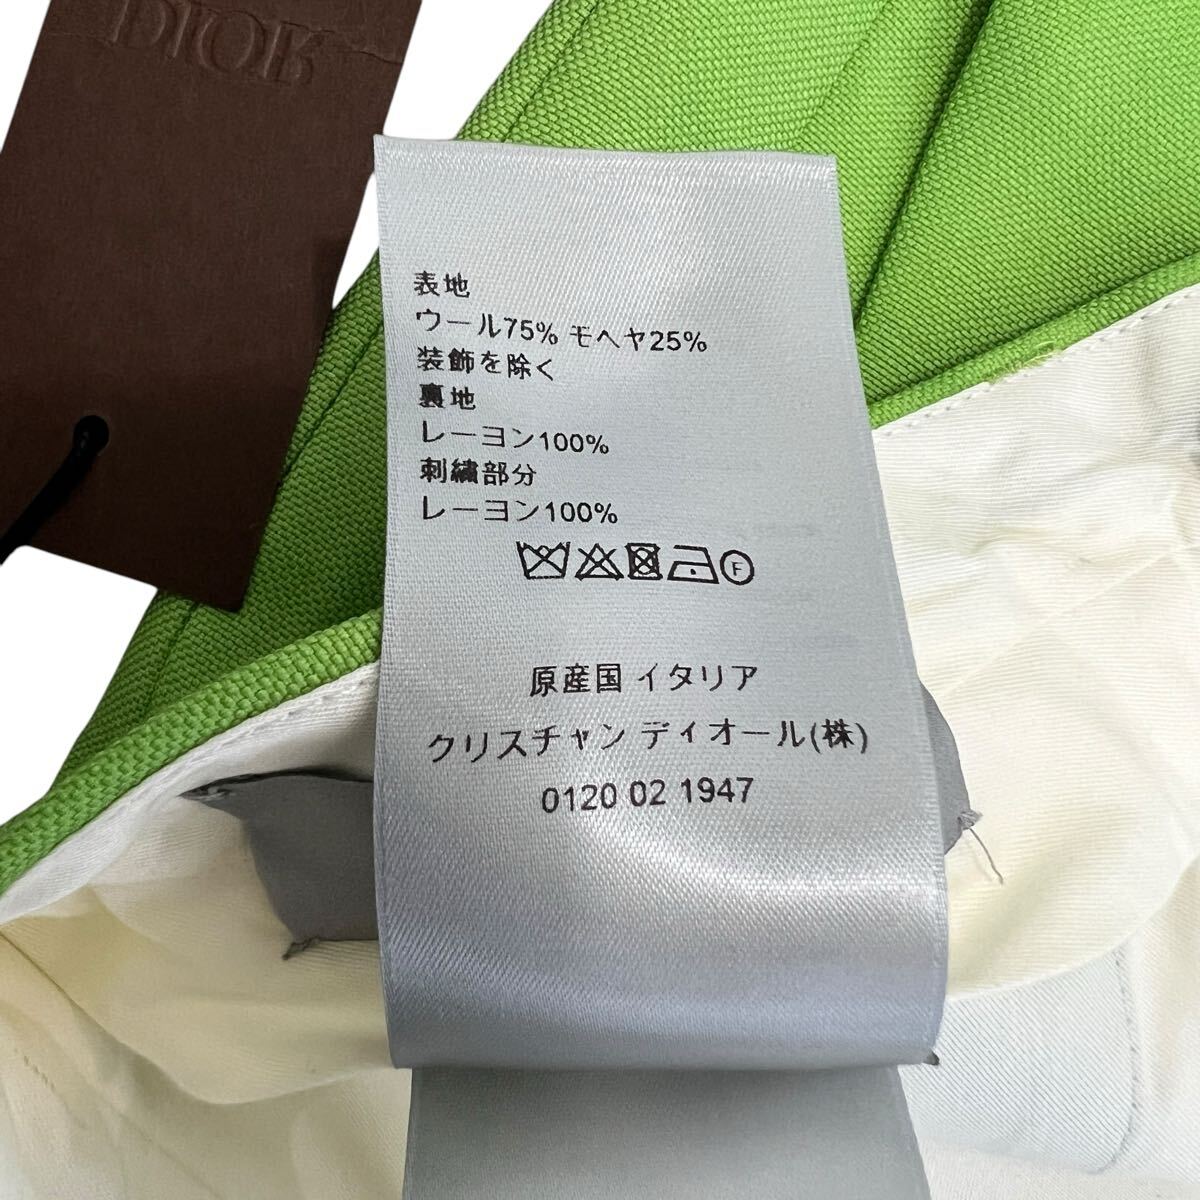 DIOR
表地
ウール75% モヘヤ25%
装飾を除く
裏地
レーヨン100%
刺繍部分
レーヨン100%
F
原産国 イタリア
クリスチャン ディオール(株)
0120 02 1947